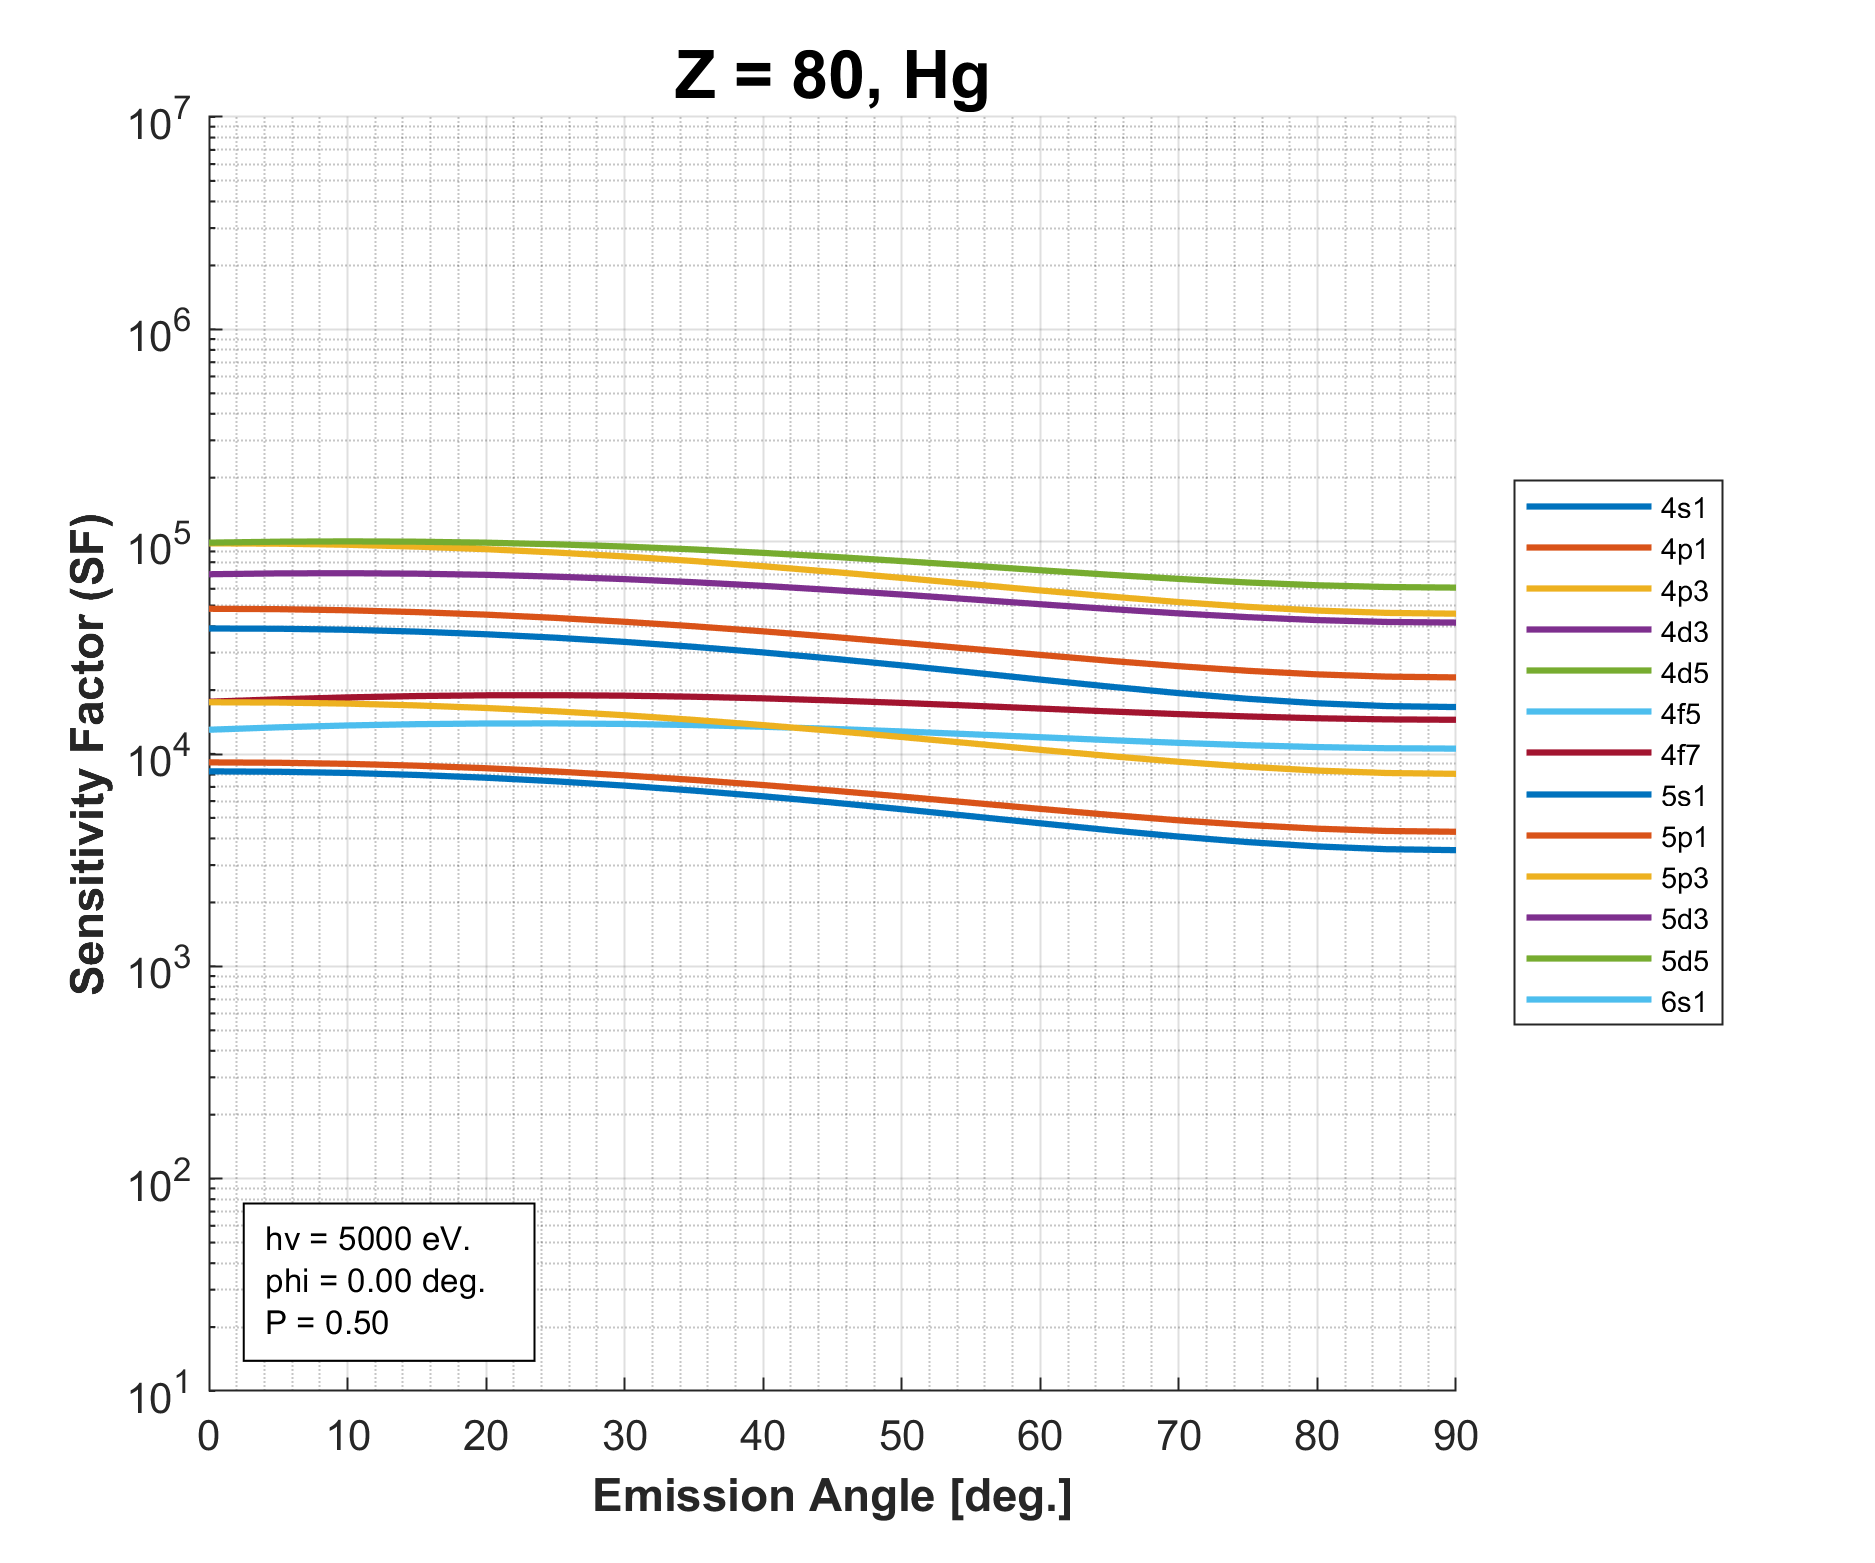 Z = 80, Hg
10^7
10^6
10^5
10^4
10^3
10^2
10^1
Sensitivity Factor (SF)
0 10 20 30 40 50 60 70 80 90
Emission Angle [deg.]
hv = 5000 eV.
phi = 0.00 deg.
P = 0.50
4s1
4p1
4p3
4d3
4d5
4f5
4f7
5s1
5p1
5p3
5d3
5d5
6s1